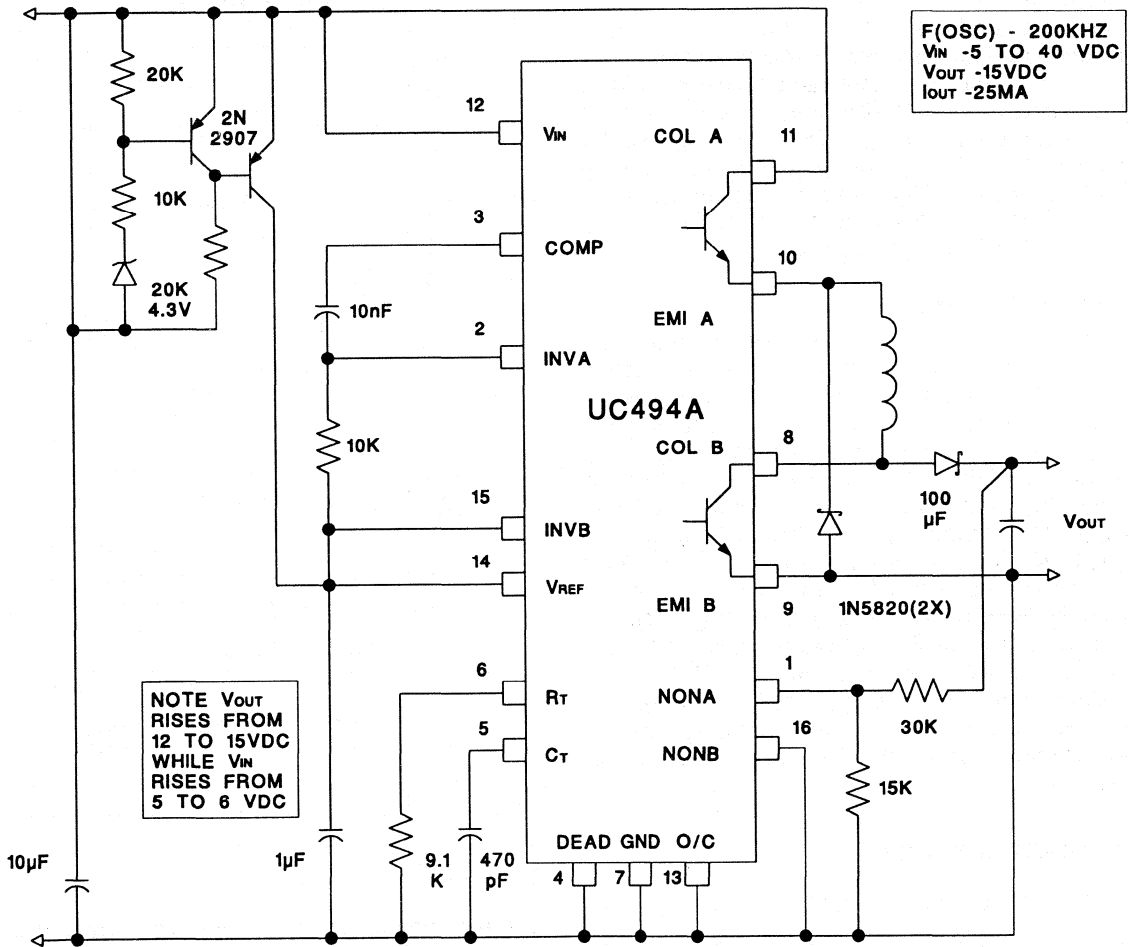 F(OSC) - 200KHZ
VIN -5 TO 40 VDC
VOUT -15VDC
IOUT -25MA
20K
2N
2907
10K
20K
4.3V
12
VIN
COL A
11
3
COMP
10
10nF
EMI A
2
INVA
UC494A
10K
COL B
8
100
µF
VOUT
15
INVB
14
VREF
EMI B
9
1N5820(2X)
6
RT
NONA
1
30K
5
CT
NONB
16
15K
NOTE VOUT
RISES FROM
12 TO 15VDC
WHILE VIN
RISES FROM
5 TO 6 VDC
10µF
1µF
9.1
K
470
pF
DEAD GND O/C
4
7
13